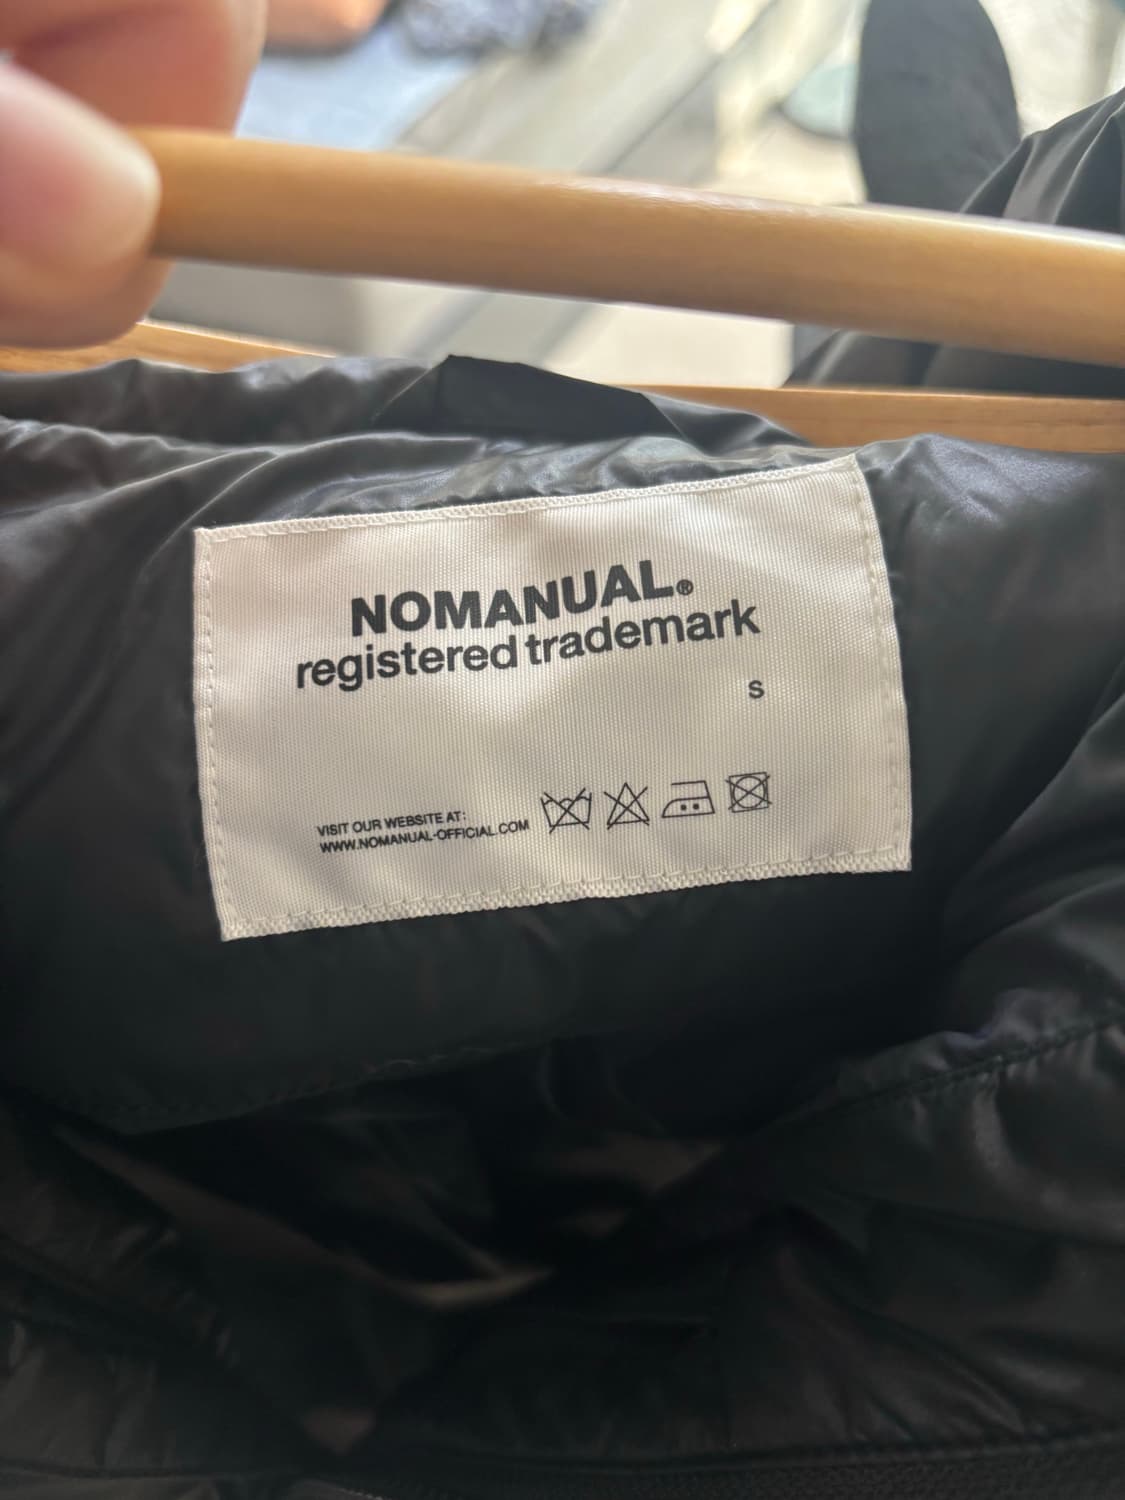 NOMANUAL®
registered trademark
S
VISIT OUR WEBSITE AT:
WWW.NOMANUAL-OFFICIAL.COM